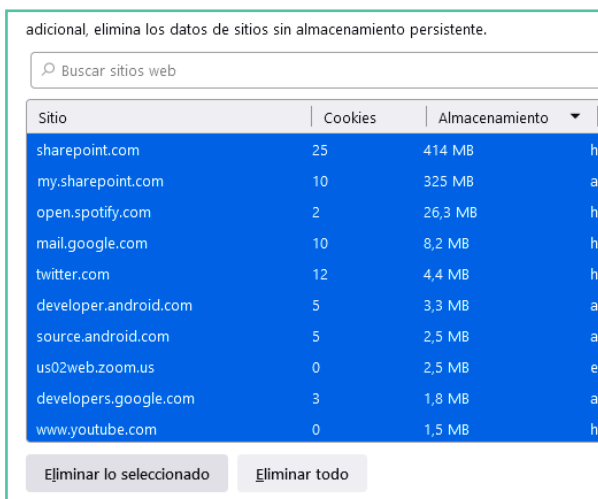 adicional, elimina los datos de sitios sin almacenamiento persistente.
Buscar sitios web
Sitio Cookies Almacenamiento
sharepoint.com 25 414 MB h
my.sharepoint.com 10 325 MB a
open.spotify.com 2 26,3 MB h
mail.google.com 10 8,2 MB h
twitter.com 12 4,4 MB h
developer.android.com 5 3,3 MB a
source.android.com 5 2,5 MB a
us02web.zoom.us 0 2,5 MB e
developers.google.com 3 1,8 MB a
www.youtube.com 0 1,5 MB h
Eliminar lo seleccionado Eliminar todo